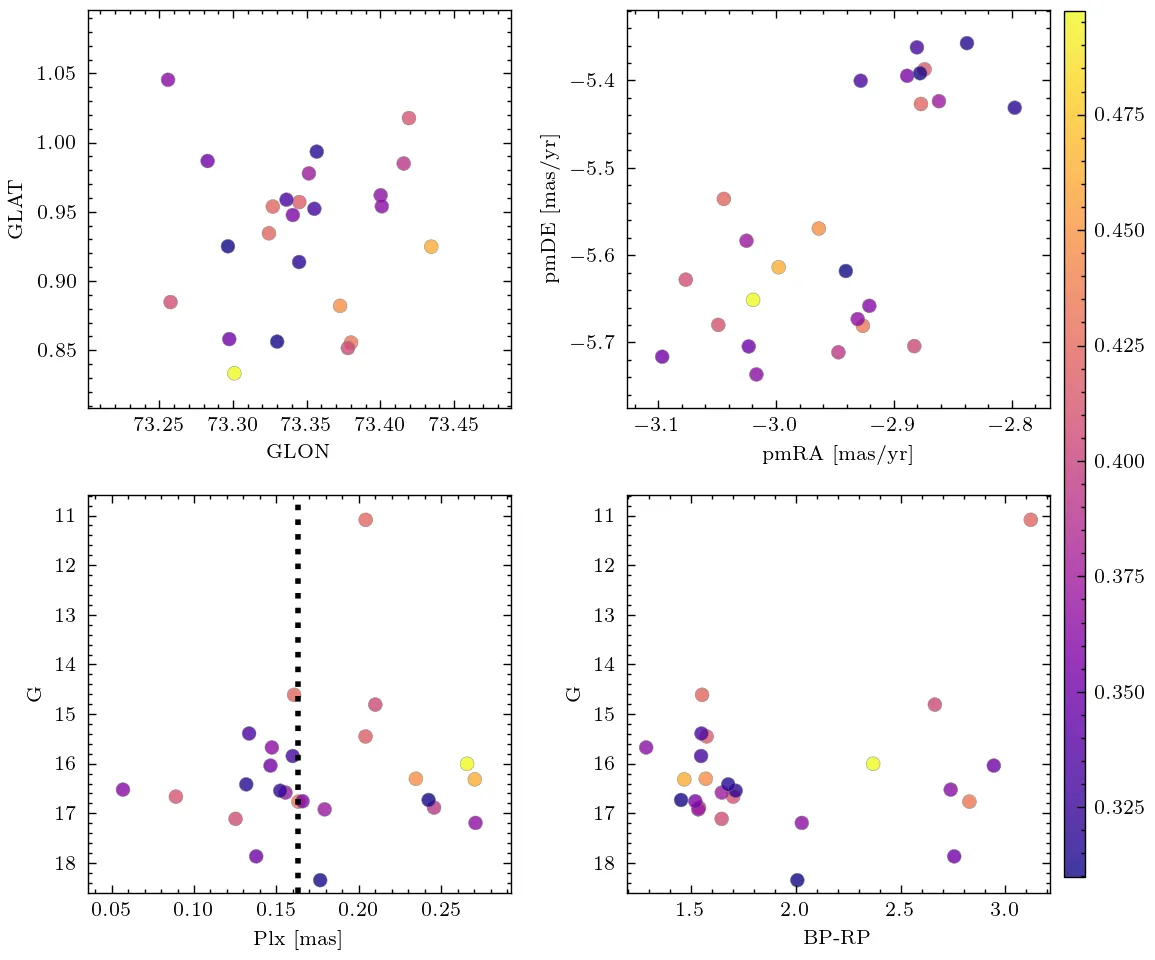 1.05
1.00
0.95
0.90
0.85
GLAT
73.25 73.30 73.35 73.40 73.45
GLON
−5.4
−5.5
−5.6
−5.7
pmDE [mas/yr]
−3.1 −3.0 −2.9 −2.8
pmRA [mas/yr]
11
12
13
14
15
16
17
18
G
0.05 0.10 0.15 0.20 0.25
Plx [mas]
11
12
13
14
15
16
17
18
G
1.5 2.0 2.5 3.0
BP-RP
0.475
0.450
0.425
0.400
0.375
0.350
0.325